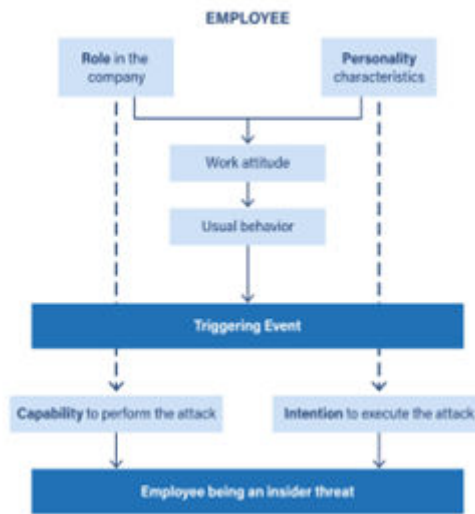 EMPLOYEE
Role in the
company
Personality
characteristics
Work attitude
Usual behavior
Triggering Event
Capability to perform the attack
Intention to execute the attack
Employee being an insider threat